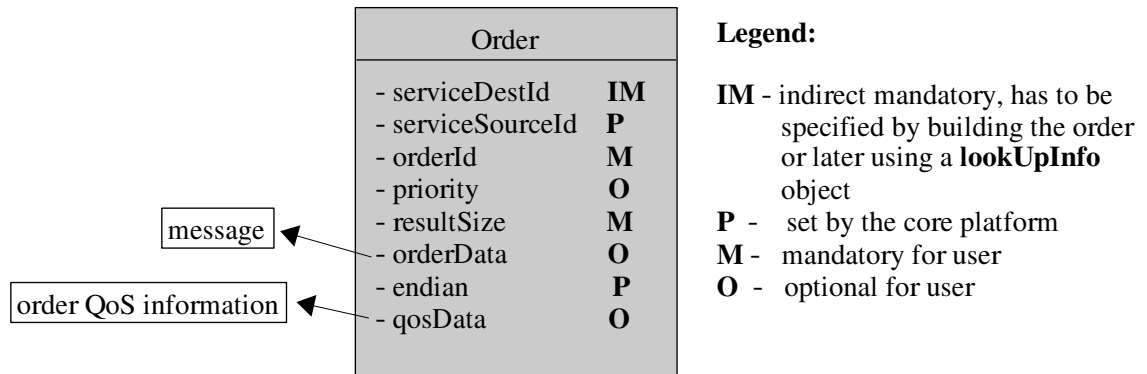 Order
- serviceDestId IM
- serviceSourceId P
- orderId M
- priority O
- resultSize M
- orderData O
- endian P
- qosData O
message
order QoS information
Legend:
IM - indirect mandatory, has to be
specified by building the order
or later using a lookUpInfo
object
P - set by the core platform
M - mandatory for user
O - optional for user